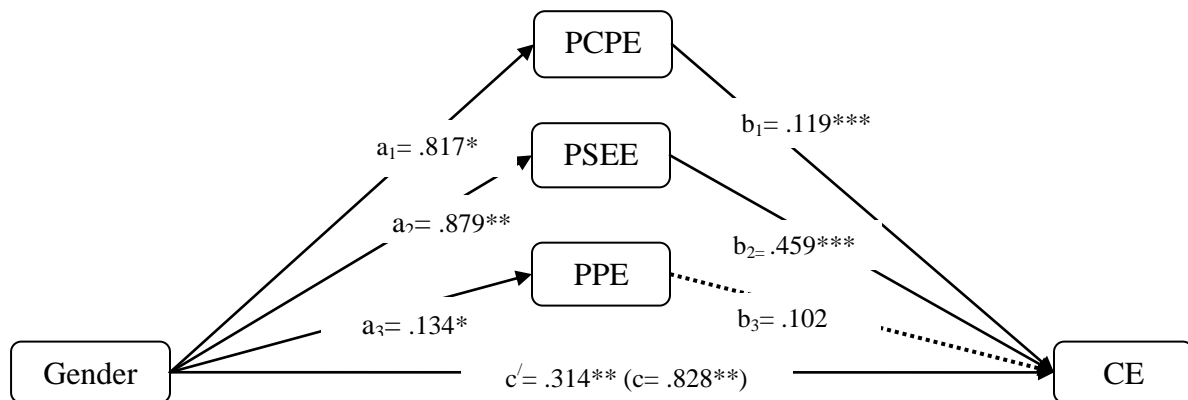 PCPE
a₁= .817*
b₁= .119***
PSEE
a₂= .879**
b₂= .459***
PPE
a₃= .134*
b₃= .102
Gender
c/= .314** (c= .828**)
CE